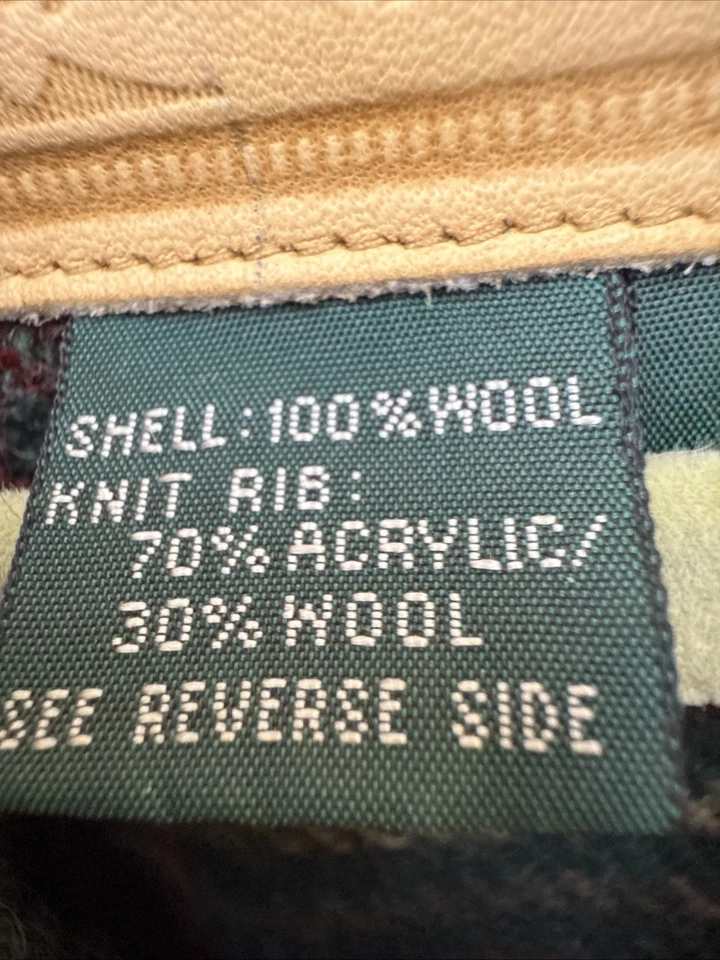 SHELL:100%WOOL
KNIT RIB:
70% ACRYLIC/
30% WOOL
SEE REVERSE SIDE